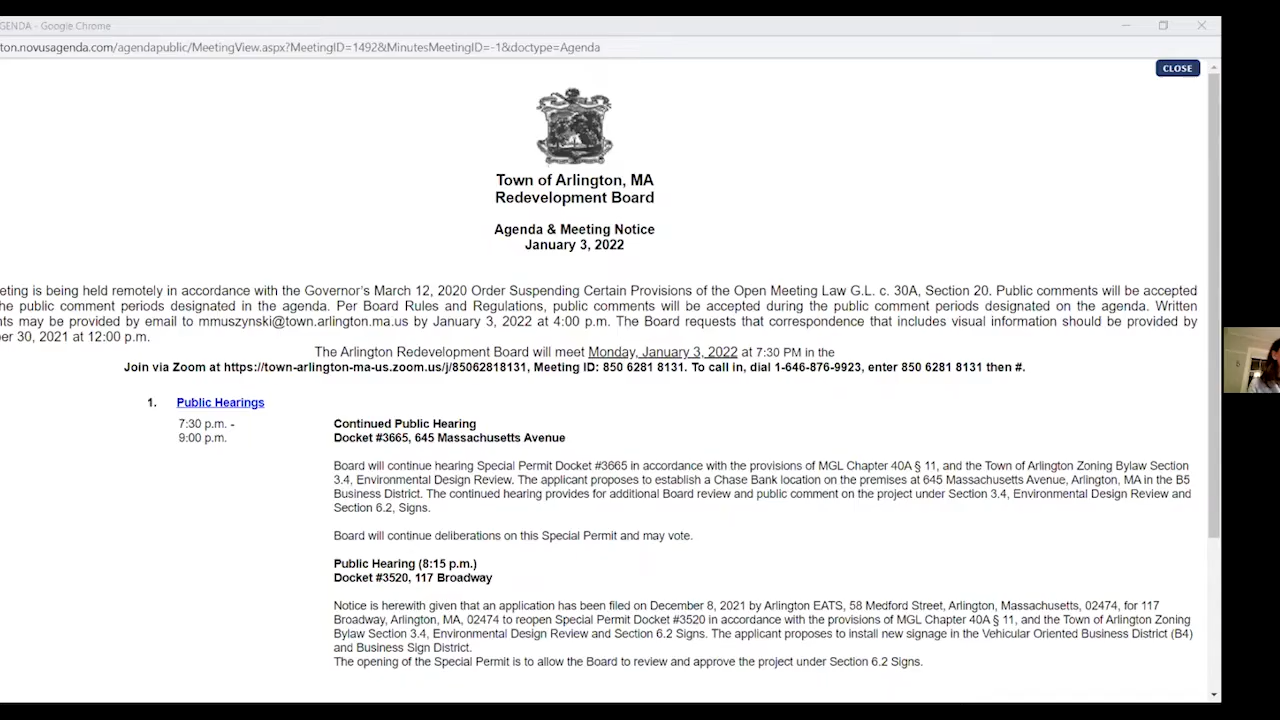 GENDA - Google Chrome
ton.novusagenda.com/agendapublic/MeetingView.aspx?MeetingID=1492&MinutesMeetingID=-1&doctype=Agenda
CLOSE
Town of Arlington, MA
Redevelopment Board
Agenda & Meeting Notice
January 3, 2022
eting is being held remotely in accordance with the Governor's March 12, 2020 Order Suspending Certain Provisions of the Open Meeting Law G.L. c. 30A, Section 20. Public comments will be accepted
he public comment periods designated in the agenda. Per Board Rules and Regulations, public comments will be accepted during the public comment periods designated on the agenda. Written
nts may be provided by email to mmuszynski@town.arlington.ma.us by January 3, 2022 at 4:00 p.m. The Board requests that correspondence that includes visual information should be provided by
er 30, 2021 at 12:00 p.m.
The Arlington Redevelopment Board will meet Monday, January 3, 2022 at 7:30 PM in the
Join via Zoom at https://town-arlington-ma-us.zoom.us/j/85062818131, Meeting ID: 850 6281 8131. To call in, dial 1-646-876-9923, enter 850 6281 8131 then #.
1. Public Hearings
7:30 p.m. -
9:00 p.m.
Continued Public Hearing
Docket #3665, 645 Massachusetts Avenue
Board will continue hearing Special Permit Docket #3665 in accordance with the provisions of MGL Chapter 40A § 11, and the Town of Arlington Zoning Bylaw Section
3.4, Environmental Design Review. The applicant proposes to establish a Chase Bank location on the premises at 645 Massachusetts Avenue, Arlington, MA in the B5
Business District. The continued hearing provides for additional Board review and public comment on the project under Section 3.4, Environmental Design Review and
Section 6.2, Signs.
Board will continue deliberations on this Special Permit and may vote.
Public Hearing (8:15 p.m.)
Docket #3520, 117 Broadway
Notice is herewith given that an application has been filed on December 8, 2021 by Arlington EATS, 58 Medford Street, Arlington, Massachusetts, 02474, for 117
Broadway, Arlington, MA, 02474 to reopen Special Permit Docket #3520 in accordance with the provisions of MGL Chapter 40A § 11, and the Town of Arlington Zoning
Bylaw Section 3.4, Environmental Design Review and Section 6.2 Signs. The applicant proposes to install new signage in the Vehicular Oriented Business District (B4)
and Business Sign District.
The opening of the Special Permit is to allow the Board to review and approve the project under Section 6.2 Signs.